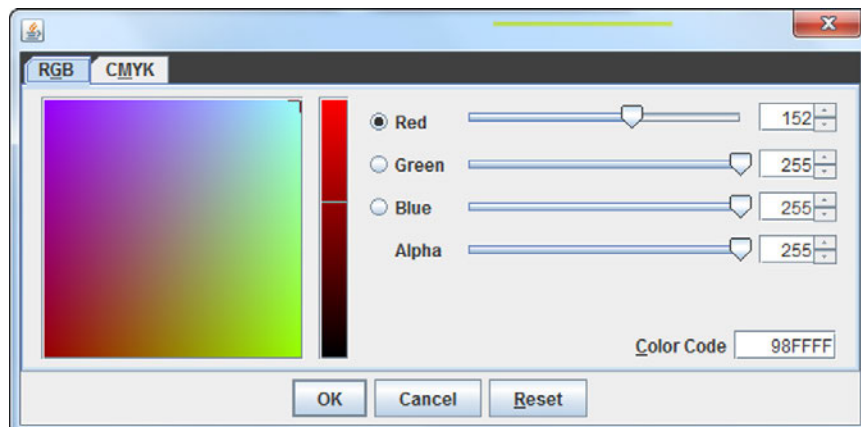 RGB CMYK
Red 152
Green 255
Blue 255
Alpha 255
Color Code 98FFFF
OK Cancel Reset